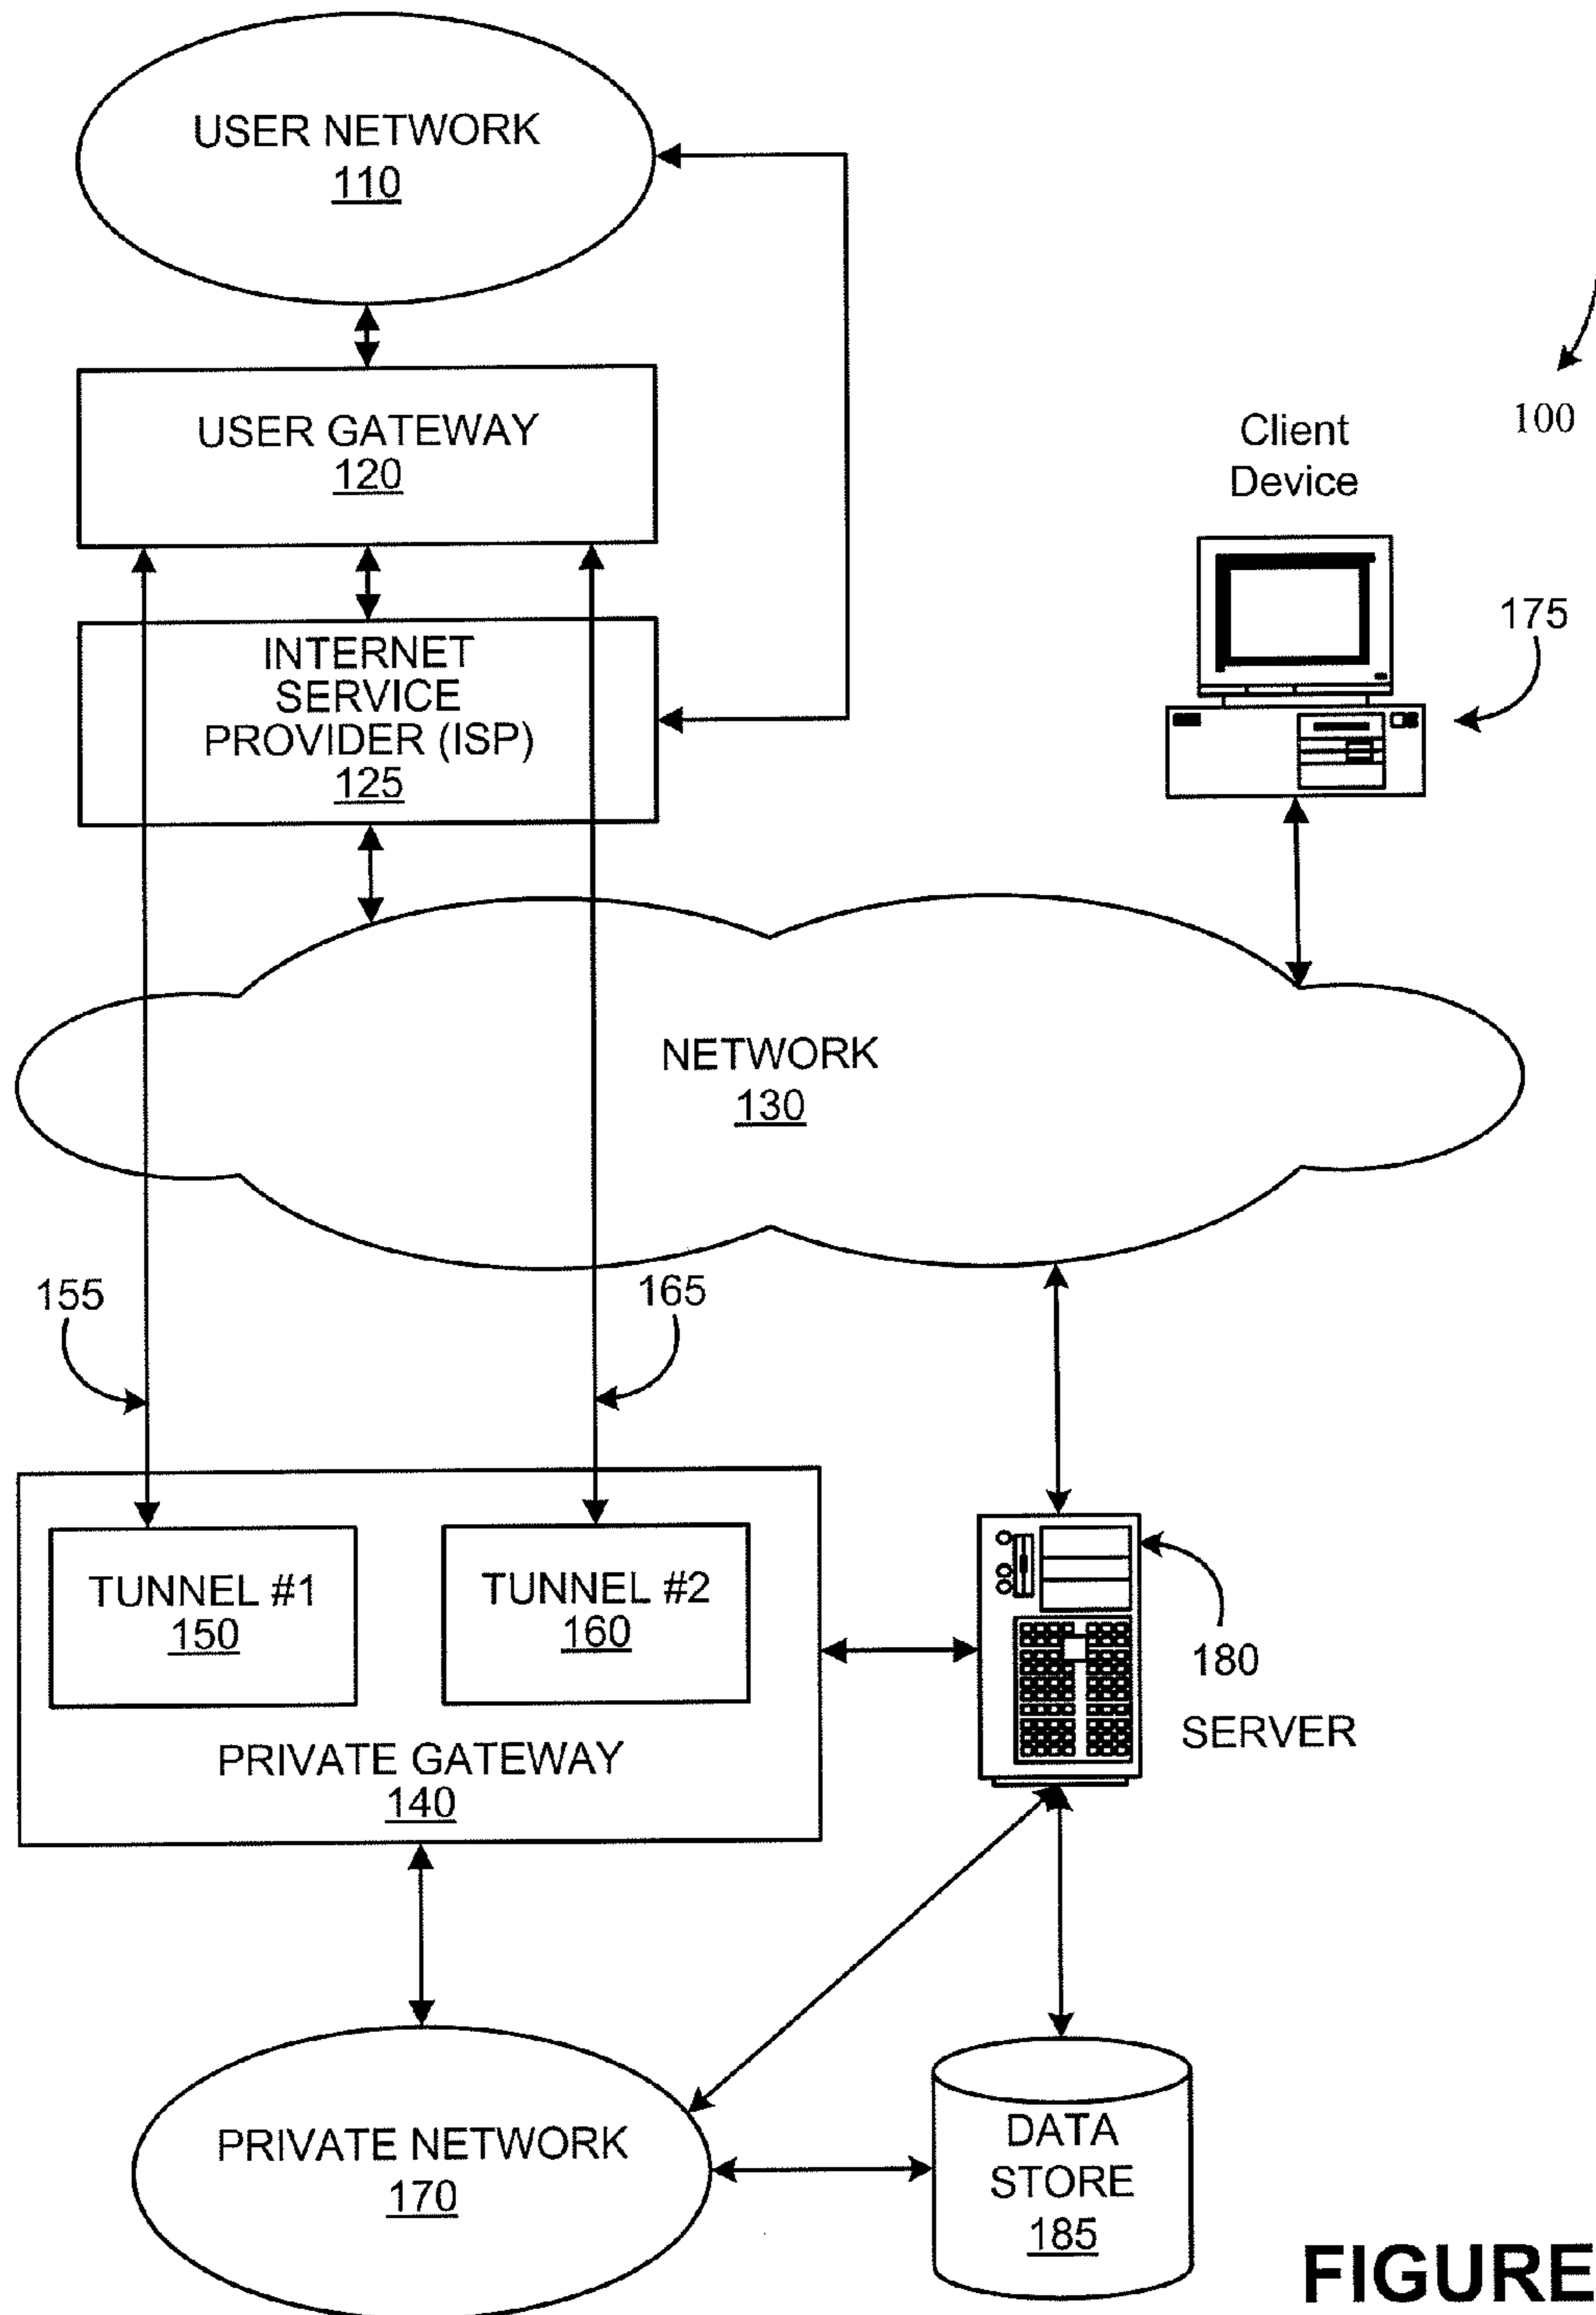 USER NETWORK
110
USER GATEWAY
120
Client
Device
100
INTERNET
SERVICE
PROVIDER (ISP)
125
175
NETWORK
130
155
165
TUNNEL #1
150
TUNNEL #2
160
180
SERVER
PRIVATE GATEWAY
140
PRIVATE NETWORK
170
DATA
STORE
185
FIGURE